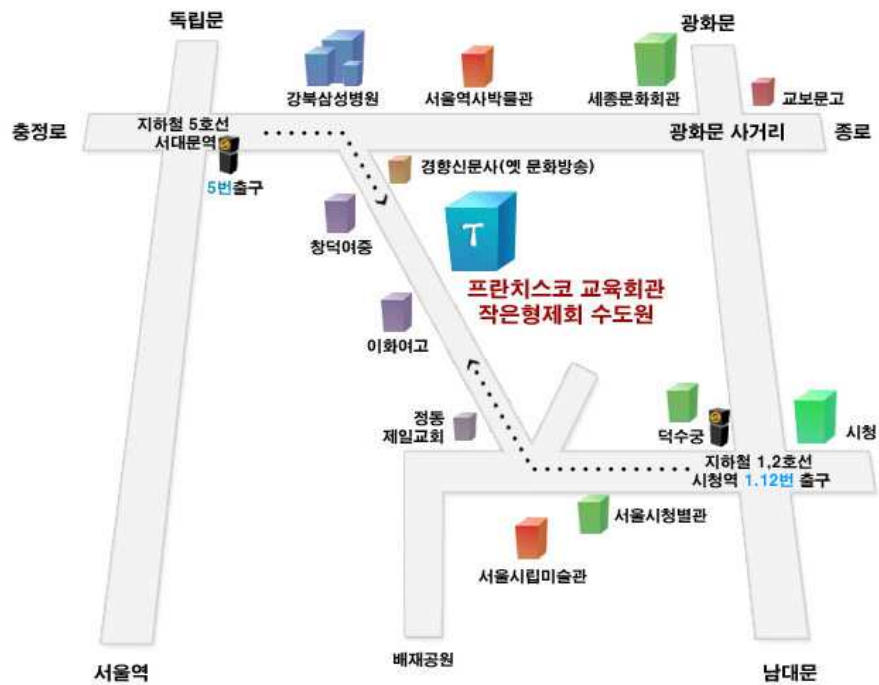 독립문
광화문
강북삼성병원
서울역사박물관
세종문화회관
교보문고
충정로
지하철 5호선
서대문역
광화문 사거리
종로
5번출구
경향신문사(옛 문화방송)
창덕여중
T
프란치스코 교육회관
작은형제회 수도원
이화여고
정동
제일교회
덕수궁
시청
지하철 1,2호선
시청역 1.12번 출구
서울시청별관
서울시립미술관
배재공원
서울역
남대문